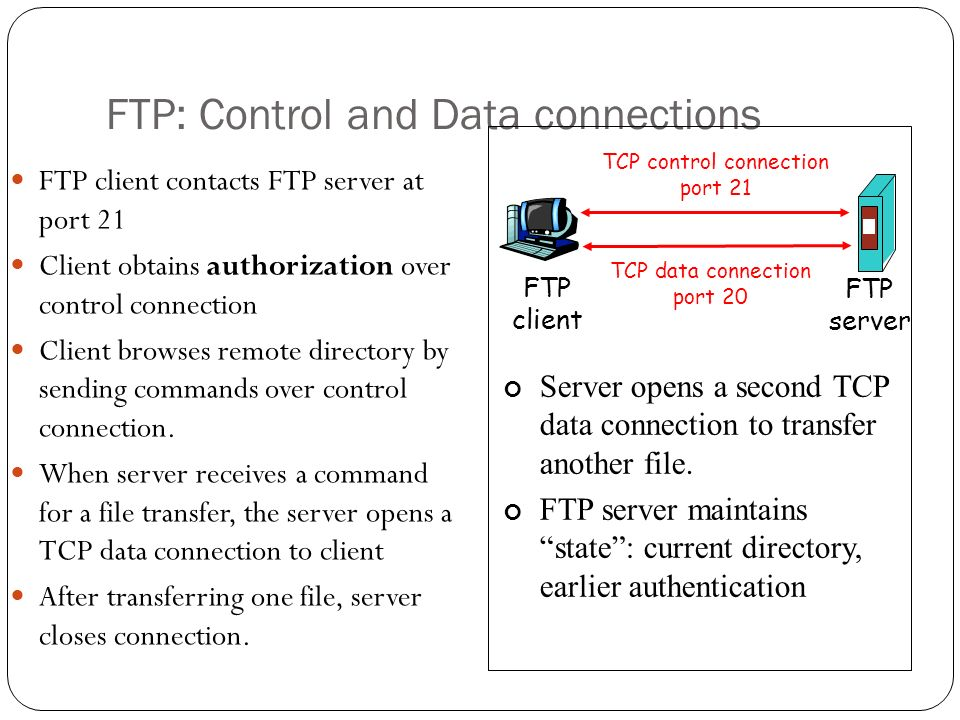 FTP: Control and Data connections
FTP client contacts FTP server at
port 21
Client obtains authorization over
control connection
Client browses remote directory by
sending commands over control
connection.
When server receives a command
for a file transfer, the server opens a
TCP data connection to client
After transferring one file, server
closes connection.
TCP control connection
port 21
TCP data connection
port 20
FTP
client
FTP
server
Server opens a second TCP
data connection to transfer
another file.
FTP server maintains
“state”: current directory,
earlier authentication